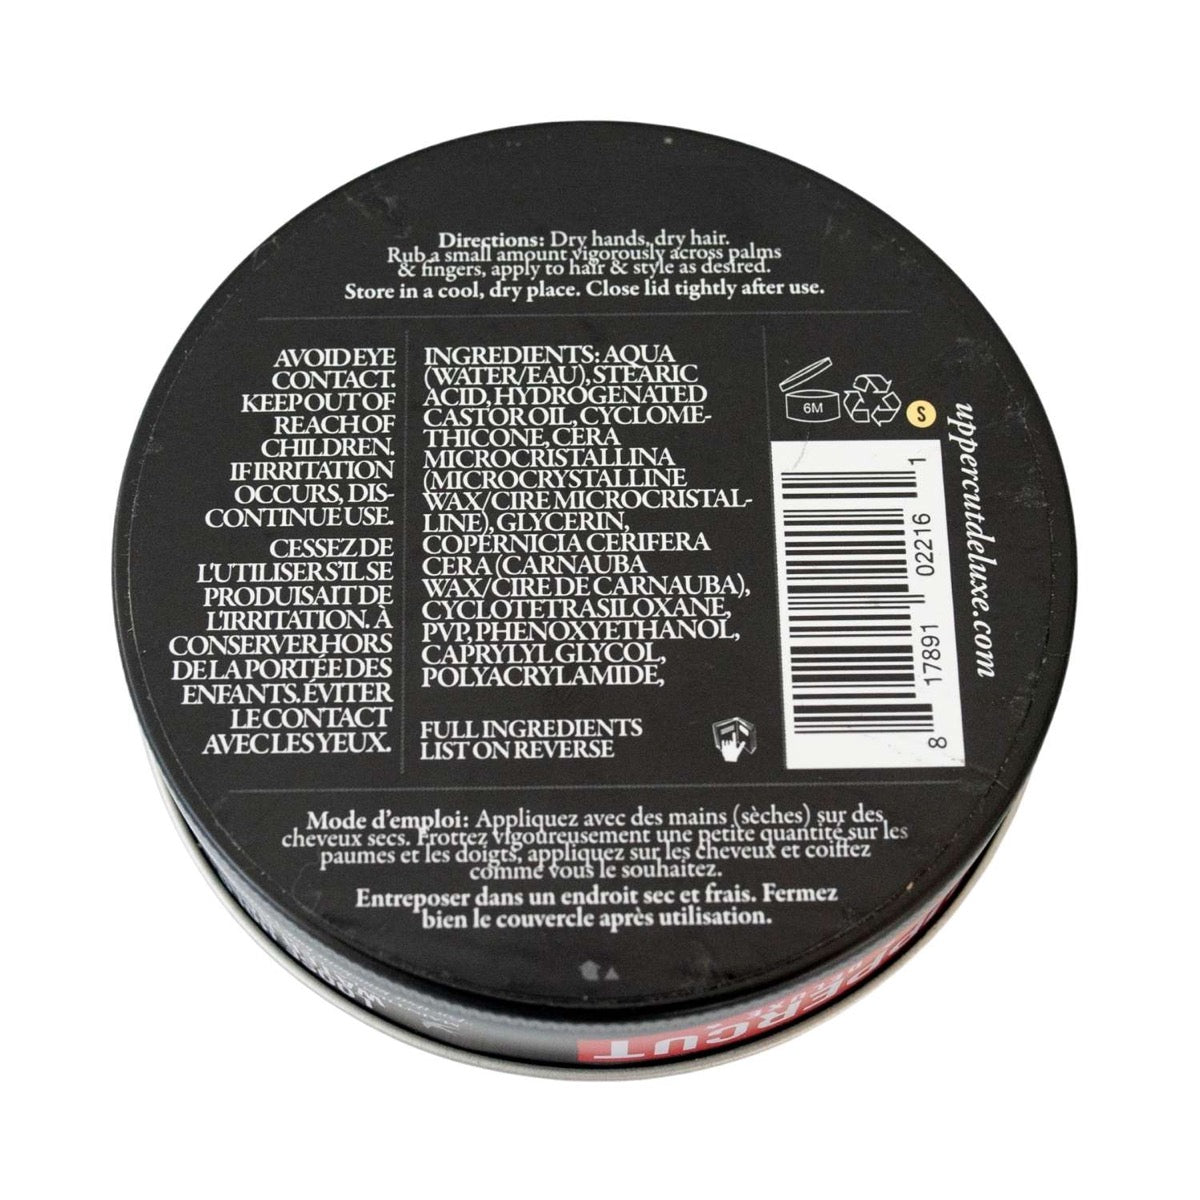 Directions: Dry hands, dry hair.
Rub a small amount vigorously across palms
& fingers, apply to hair & style as desired.
Store in a cool, dry place. Close lid tightly after use.
AVOID EYE
CONTACT.
KEEP OUT OF
REACH OF
CHILDREN.
IF IRRITATION
OCCURS, DIS-
CONTINUE USE.
CESSEZ DE
L'UTILISER S'IL SE
PRODUISAIT DE
L'IRRITATION. À
CONSERVER HORS
DE LA PORTÉE DES
ENFANTS. ÉVITER
LE CONTACT
AVEC LES YEUX.
INGREDIENTS: AQUA
(WATER/EAU), STEARIC
ACID, HYDROGENATED
CASTOR OIL, CYCLOME-
THICONE, CERA
MICROCRISTALLINA
(MICROCRYSTALLINE
WAX/CIRE MICROCRISTAL-
LINE), GLYCERIN,
COPERNICIA CERIFERA
CERA (CARNAUBA
WAX/CIRE DE CARNAUBA),
CYCLOTETRASILOXANE,
PVP, PHENOXYETHANOL,
CAPRYLYL GLYCOL,
POLYACRYLAMIDE,
FULL INGREDIENTS
LIST ON REVERSE
6M
S
8 17891 02216 1
uppercutdeluxe.com
Mode d'emploi: Appliquez avec des mains (sèches) sur des
cheveux secs. Frottez vigoureusement une petite quantité sur les
paumes et les doigts, appliquez sur les cheveux et coiffez
comme vous le souhaitez.
Entreposer dans un endroit sec et frais. Fermez
bien le couvercle après utilisation.
UPPERCUT
DELUXE